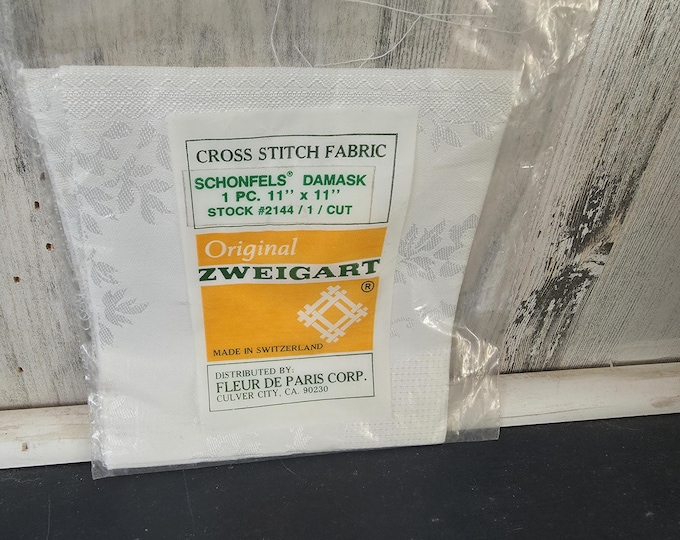 CROSS STITCH FABRIC
SCHONFELS® DAMASK
1 PC. 11" x 11"
STOCK #2144 / 1 / CUT
Original
ZWEIGART
®
MADE IN SWITZERLAND
DISTRIBUTED BY:
FLEUR DE PARIS CORP.
CULVER CITY, CA. 90230